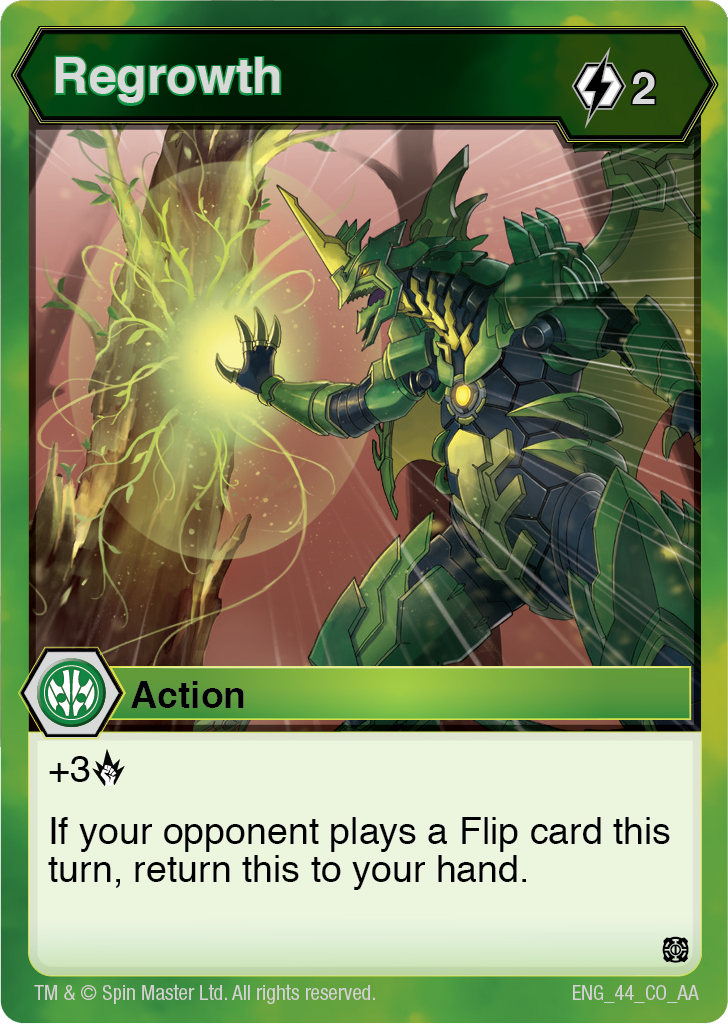 Regrowth
2
Action
+3
If your opponent plays a Flip card this
turn, return this to your hand.
TM & © Spin Master Ltd. All rights reserved.
ENG_44_CO_AA